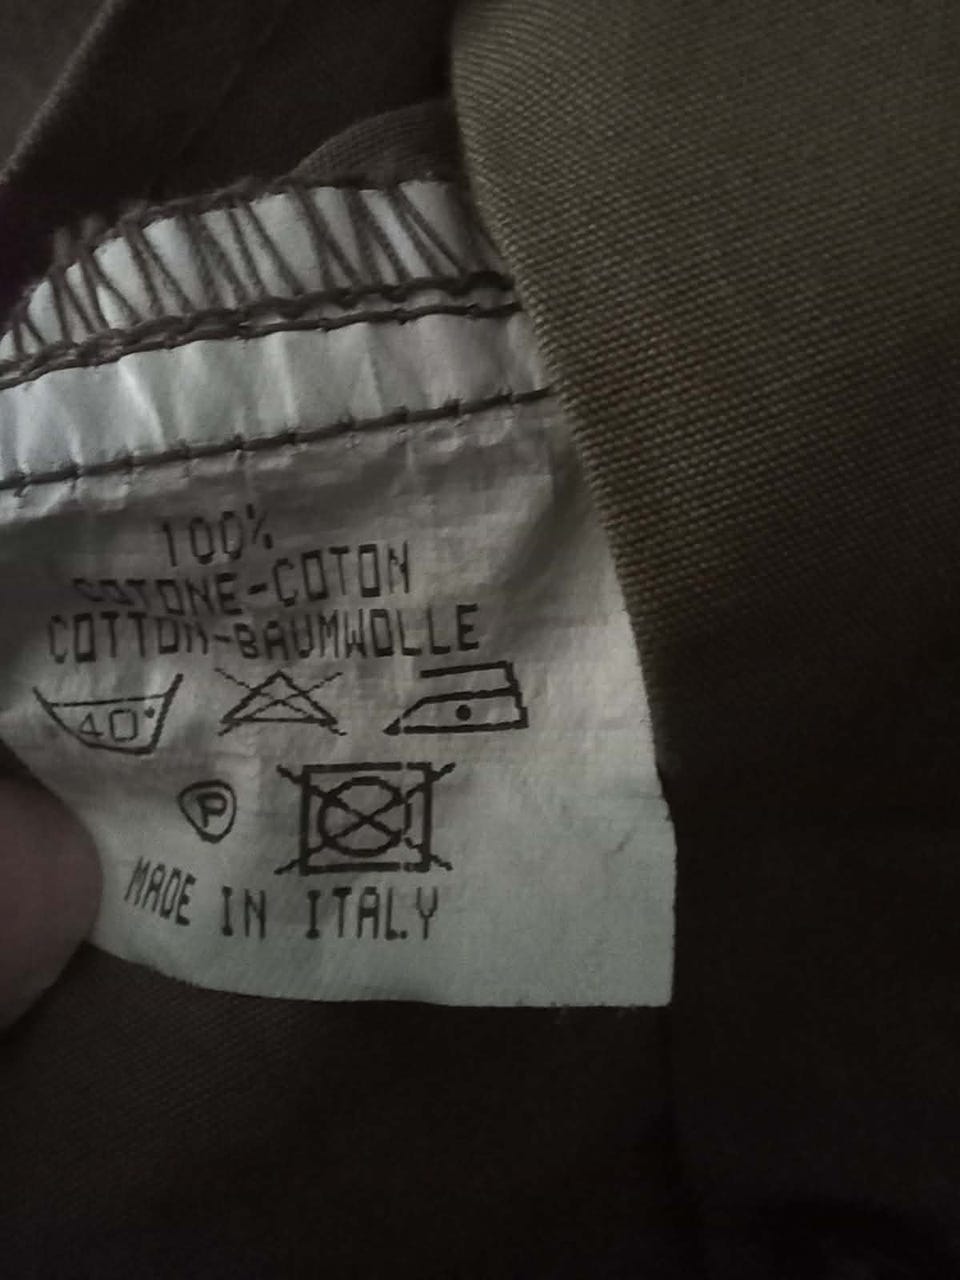 100%
COTONE-COTON
COTTON-BAUMWOLLE
40°
P
MADE IN ITALY